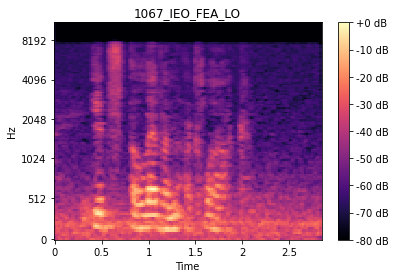 1067_IEO_FEA_LO
+0 dB
8192
-10 dB
4096
-20 dB
-30 dB
2048
-40 dB
1024
-50 dB
512
-60 dB
-70 dB
0
-80 dB
Hz
0 0.5 1 1.5 2 2.5
Time